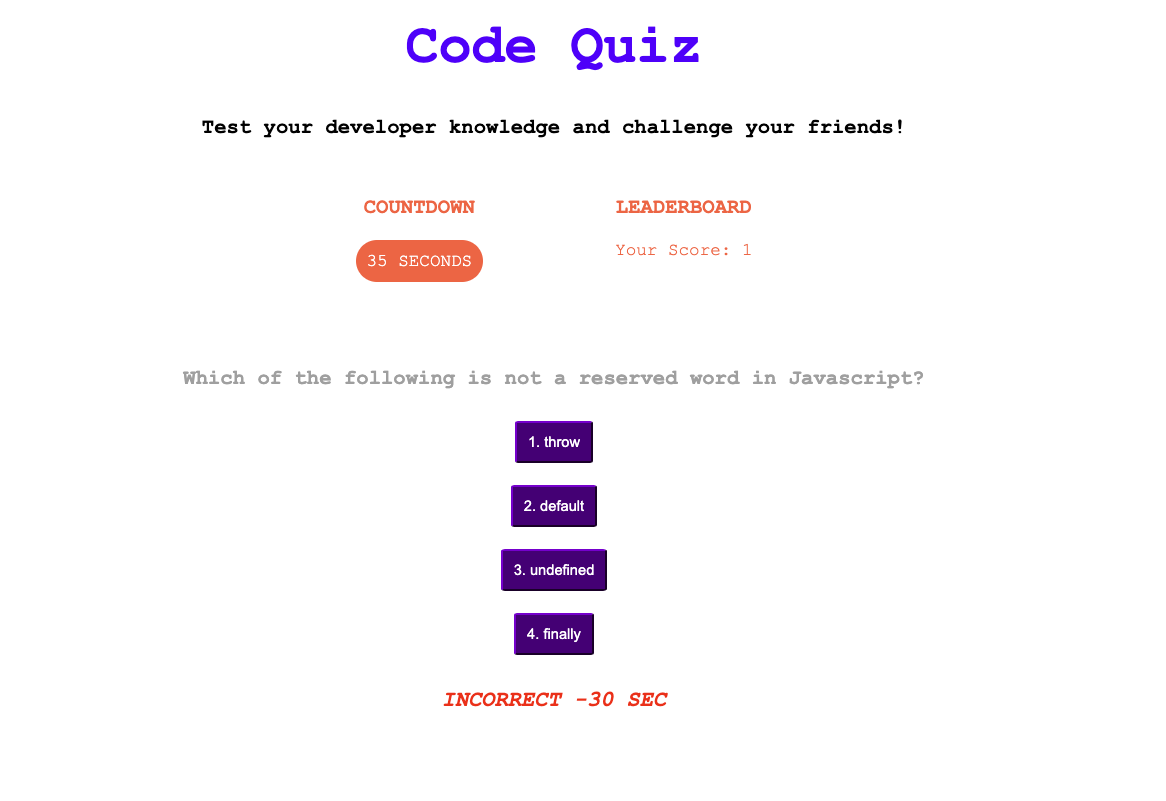 Code Quiz
Test your developer knowledge and challenge your friends!
COUNTDOWN
35 SECONDS
LEADERBOARD
Your Score: 1
Which of the following is not a reserved word in Javascript?
1. throw
2. default
3. undefined
4. finally
INCORRECT -30 SEC